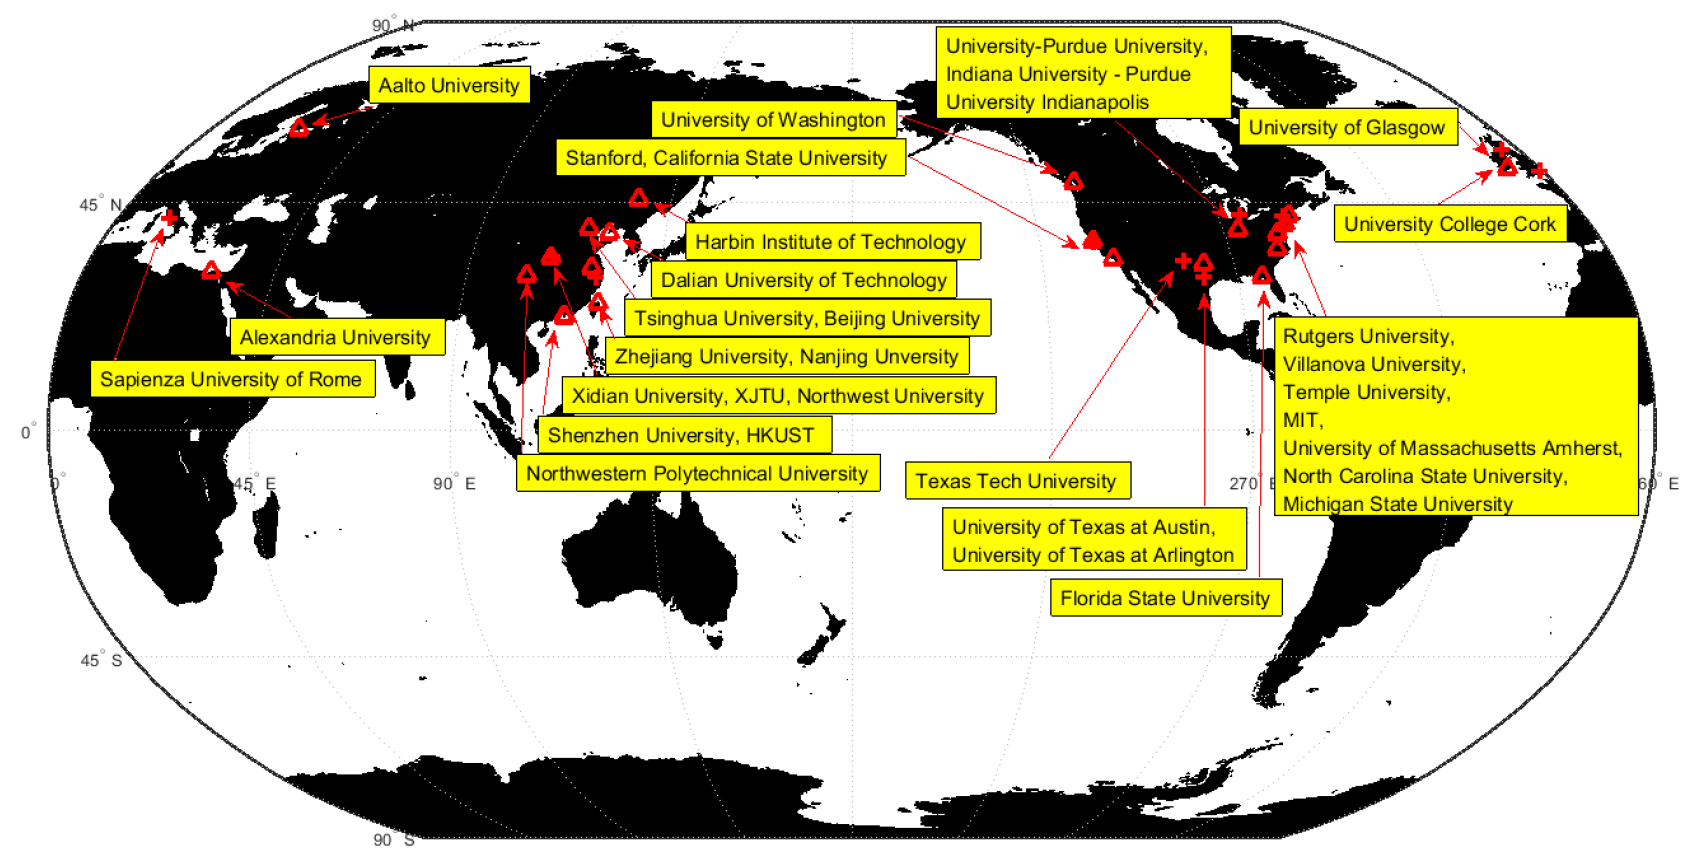 90° N
University-Purdue University,
Indiana University - Purdue
University Indianapolis
Aalto University
University of Washington
University of Glasgow
Stanford, California State University
45° N
University College Cork
Harbin Institute of Technology
Dalian University of Technology
Tsinghua University, Beijing University
Alexandria University
Zhejiang University, Nanjing Unversity
Sapienza University of Rome
Xidian University, XJTU, Northwest University
Rutgers University,
Villanova University,
Temple University,
MIT,
University of Massachusetts Amherst,
North Carolina State University,
Michigan State University
0°
Shenzhen University, HKUST
Northwestern Polytechnical University
Texas Tech University
0°
45° E
90° E
270° E
60° E
University of Texas at Austin,
University of Texas at Arlington
Florida State University
45° S
90° S